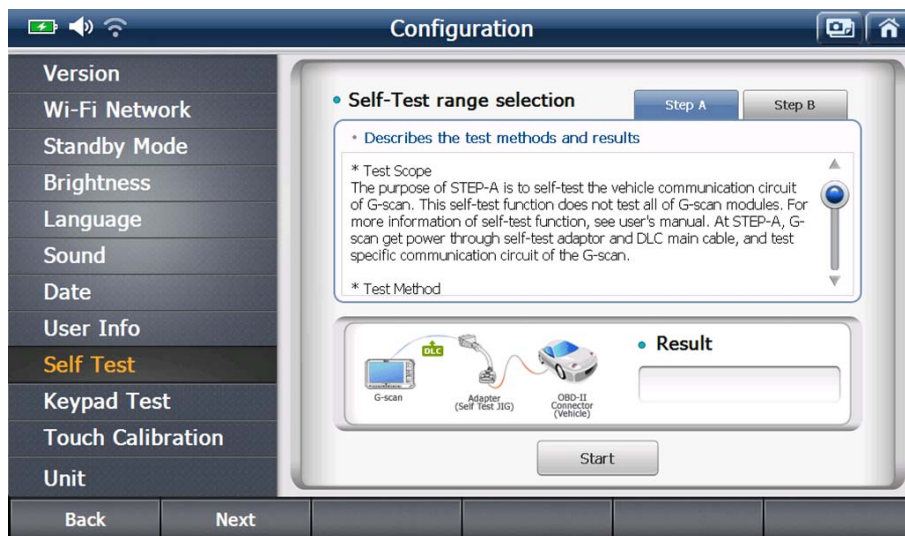 Configuration
Version
Wi-Fi Network
Standby Mode
Brightness
Language
Sound
Date
User Info
Self Test
Keypad Test
Touch Calibration
Unit
Self-Test range selection
Step A
Step B
Describes the test methods and results
* Test Scope
The purpose of STEP-A is to self-test the vehicle communication circuit
of G-scan. This self-test function does not test all of G-scan modules. For
more information of self-test function, see user's manual. At STEP-A, G-
scan get power through self-test adaptor and DLC main cable, and test
specific communication circuit of the G-scan.
* Test Method
DLC
G-scan
Adapter
(Self Test JIG)
OBD-II
Connector
(Vehicle)
Result
Start
Back
Next